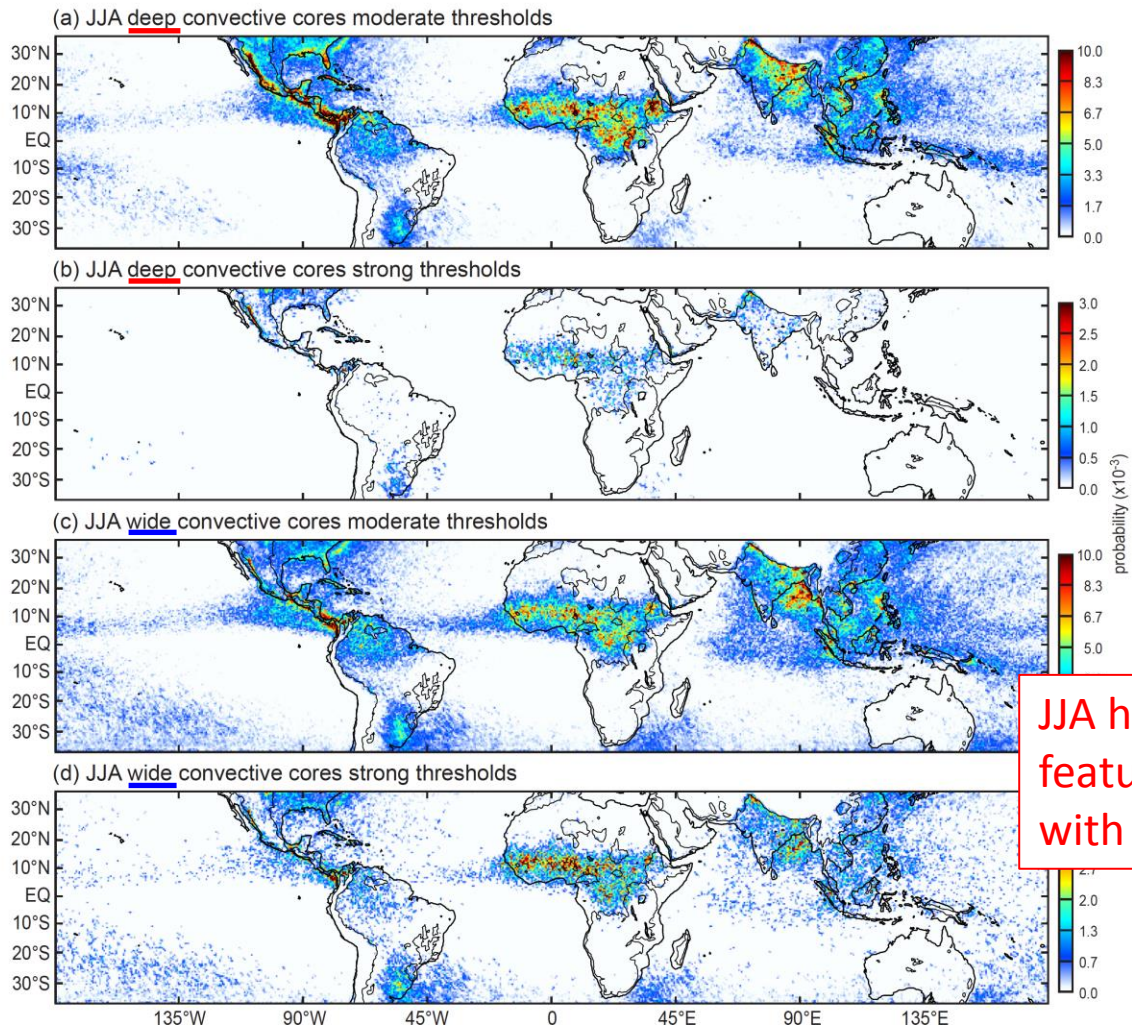 (a) JJA deep convective cores moderate thresholds
30°N
20°N
10°N
EQ
10°S
20°S
30°S
10.0
8.3
6.7
5.0
3.3
1.7
0.0
(b) JJA deep convective cores strong thresholds
30°N
20°N
10°N
EQ
10°S
20°S
30°S
3.0
2.5
2.0
1.5
1.0
0.5
0.0
probability (x10⁻³)
(c) JJA wide convective cores moderate thresholds
30°N
20°N
10°N
EQ
10°S
20°S
30°S
10.0
8.3
6.7
5.0
JJA h
featu
with
(d) JJA wide convective cores strong thresholds
30°N
20°N
10°N
EQ
10°S
20°S
30°S
2.7
2.0
1.3
0.7
0.0
135°W 90°W 45°W 0 45°E 90°E 135°E